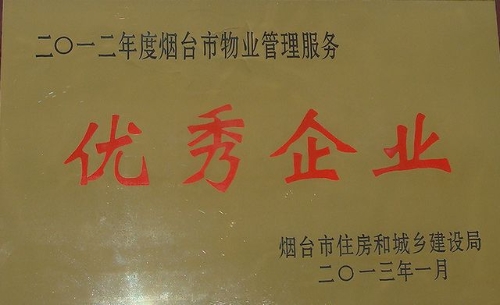 二〇一二年度烟台市物业管理服务
优秀企业
烟台市住房和城乡建设局
二〇一三年一月